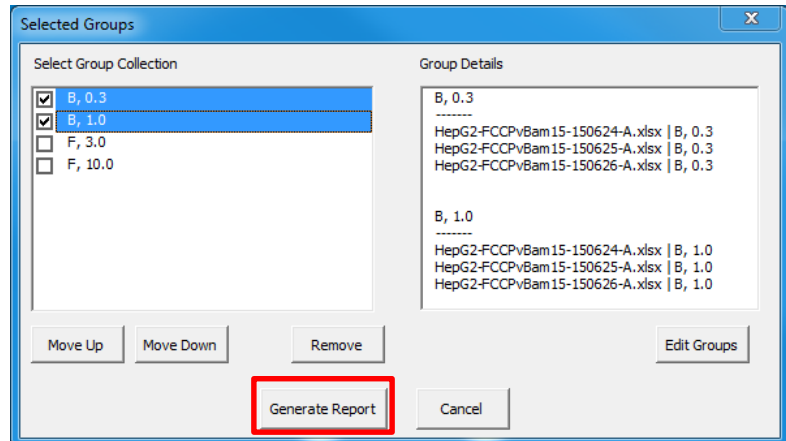 Selected Groups
Select Group Collection
B, 0.3
B, 1.0
F, 3.0
F, 10.0
Group Details
B, 0.3
-------
HepG2-FCCPvBam15-150624-A.xlsx | B, 0.3
HepG2-FCCPvBam15-150625-A.xlsx | B, 0.3
HepG2-FCCPvBam15-150626-A.xlsx | B, 0.3
B, 1.0
-------
HepG2-FCCPvBam15-150624-A.xlsx | B, 1.0
HepG2-FCCPvBam15-150625-A.xlsx | B, 1.0
HepG2-FCCPvBam15-150626-A.xlsx | B, 1.0
Move Up
Move Down
Remove
Edit Groups
Generate Report
Cancel